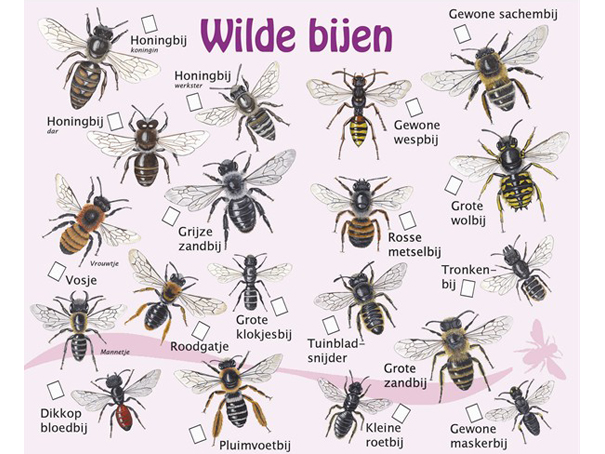 Wilde bijen
Honingbij
koningin
Gewone sachembij
Honingbij
werkster
Honingbij
dar
Gewone
wespbij
Grijze
zandbij
Rosse
metselbij
Grote
wolbij
Vrouwtje
Vosje
Mannetje
Roodgatje
Grote
klokjesbij
Tuinblad-
snijder
Tronken-
bij
Grote
zandbij
Dikkop
bloedbij
Pluimvoetbij
Kleine
roetbij
Gewone
maskerbij